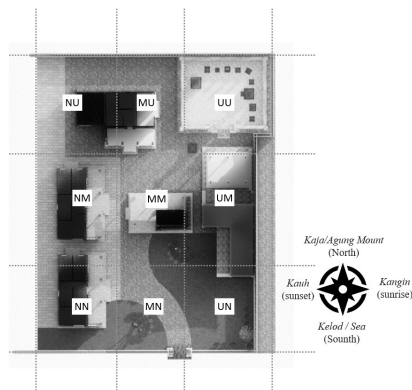 NU MU UU
NM MM UM
NN MN UN
Kaja/Agung Mount
(North)
Kauh
(sunset)
Kangin
(sunrise)
Kelod / Sea
(Sounth)